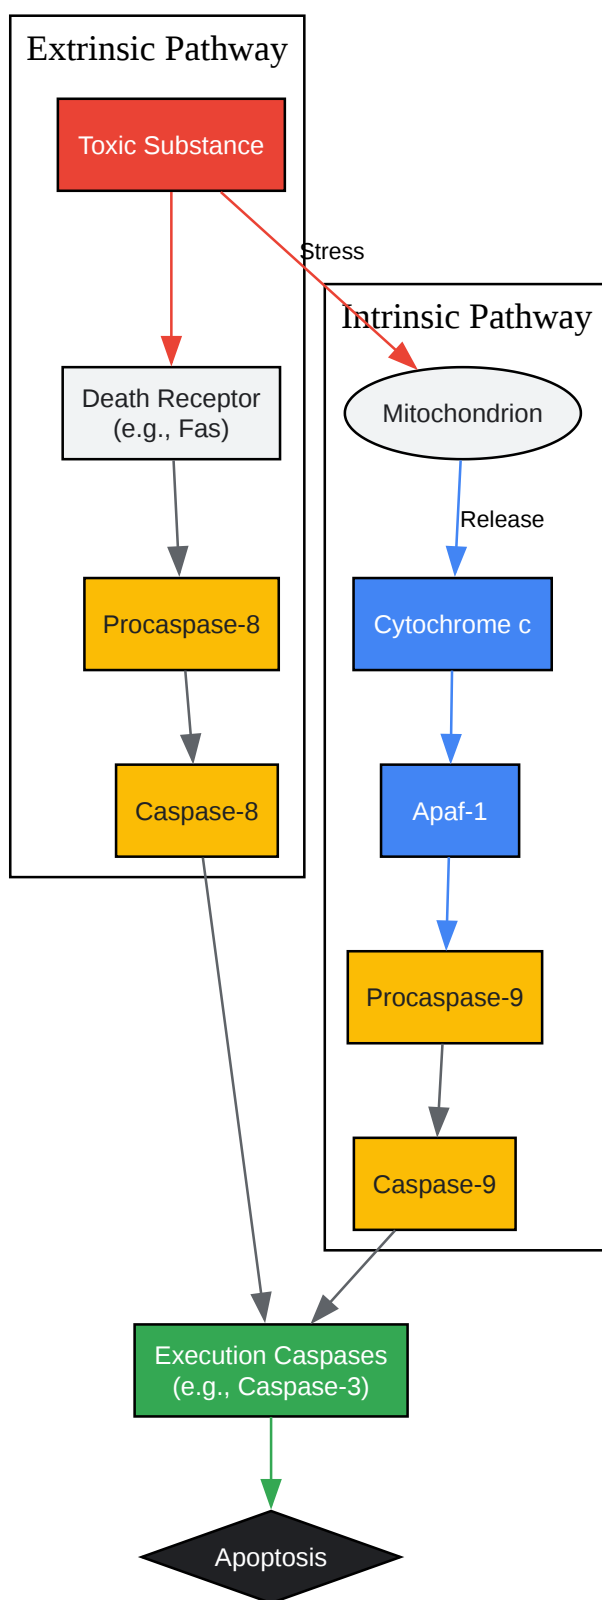 Extrinsic Pathway
Toxic Substance
Stress
Intrinsic Pathway
Death Receptor
(e.g., Fas)
Mitochondrion
Release
Procaspase-8
Cytochrome c
Caspase-8
Apaf-1
Procaspase-9
Caspase-9
Execution Caspases
(e.g., Caspase-3)
Apoptosis